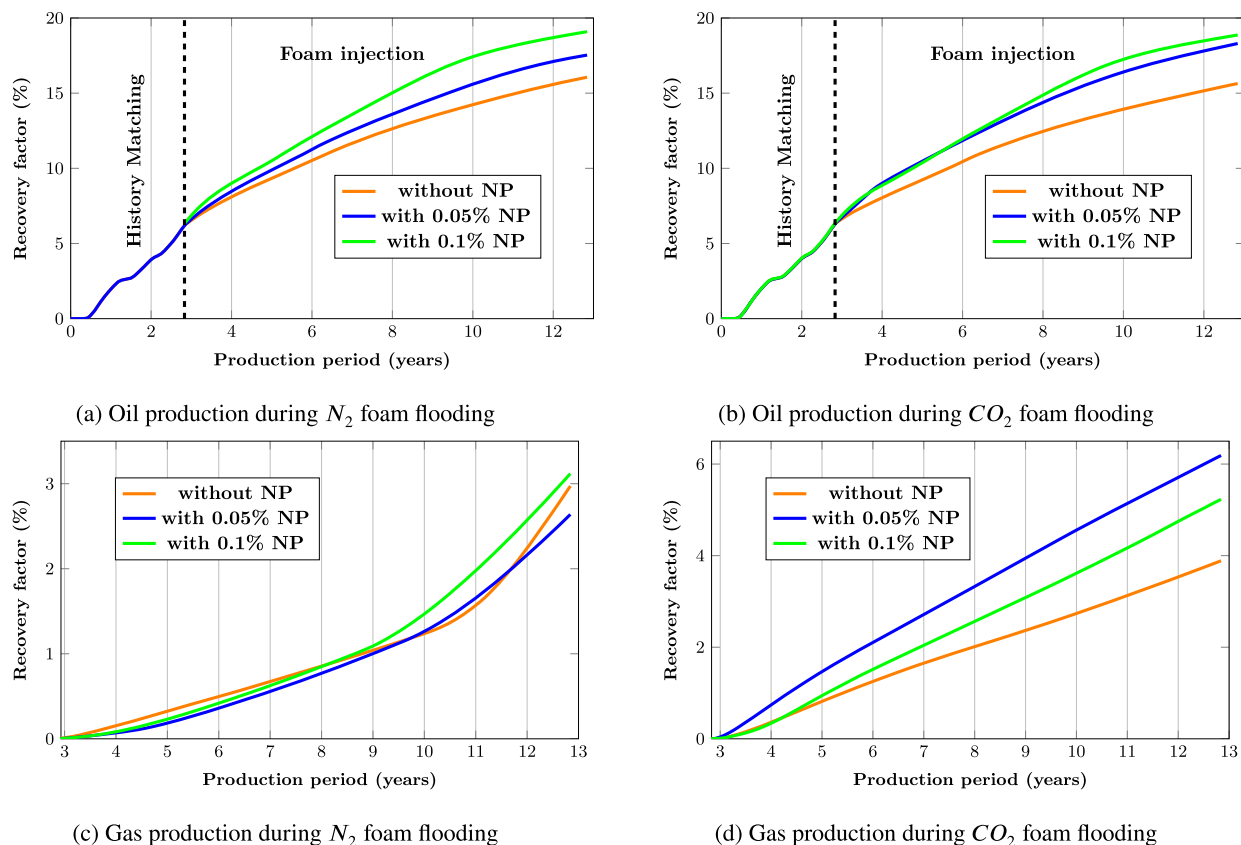 20
15
10
5
0
Recovery factor (%)
History Matching
Foam injection
without NP
with 0.05% NP
with 0.1% NP
0 2 4 6 8 10 12
Production period (years)
(a) Oil production during N₂ foam flooding
20
15
10
5
0
Recovery factor (%)
History Matching
Foam injection
without NP
with 0.05% NP
with 0.1% NP
0 2 4 6 8 10 12
Production period (years)
(b) Oil production during CO₂ foam flooding
3
2
1
0
Recovery factor (%)
without NP
with 0.05% NP
with 0.1% NP
3 4 5 6 7 8 9 10 11 12 13
Production period (years)
(c) Gas production during N₂ foam flooding
6
4
2
0
Recovery factor (%)
without NP
with 0.05% NP
with 0.1% NP
3 4 5 6 7 8 9 10 11 12 13
Production period (years)
(d) Gas production during CO₂ foam flooding